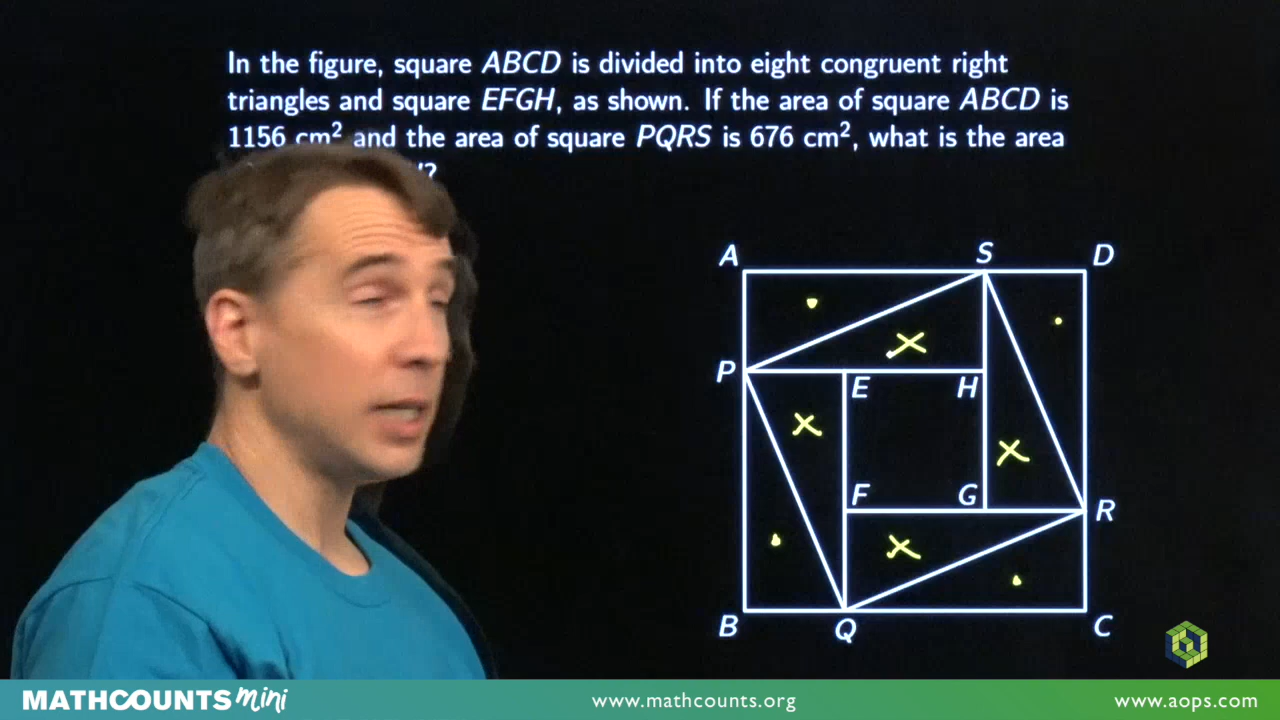 In the figure, square ABCD is divided into eight congruent right
triangles and square EFGH, as shown. If the area of square ABCD is
1156 cm² and the area of square PQRS is 676 cm², what is the area
A
S
D
P
E
H
F
G
R
B
Q
C
MATHCOUNTS mini
www.mathcounts.org
www.aops.com